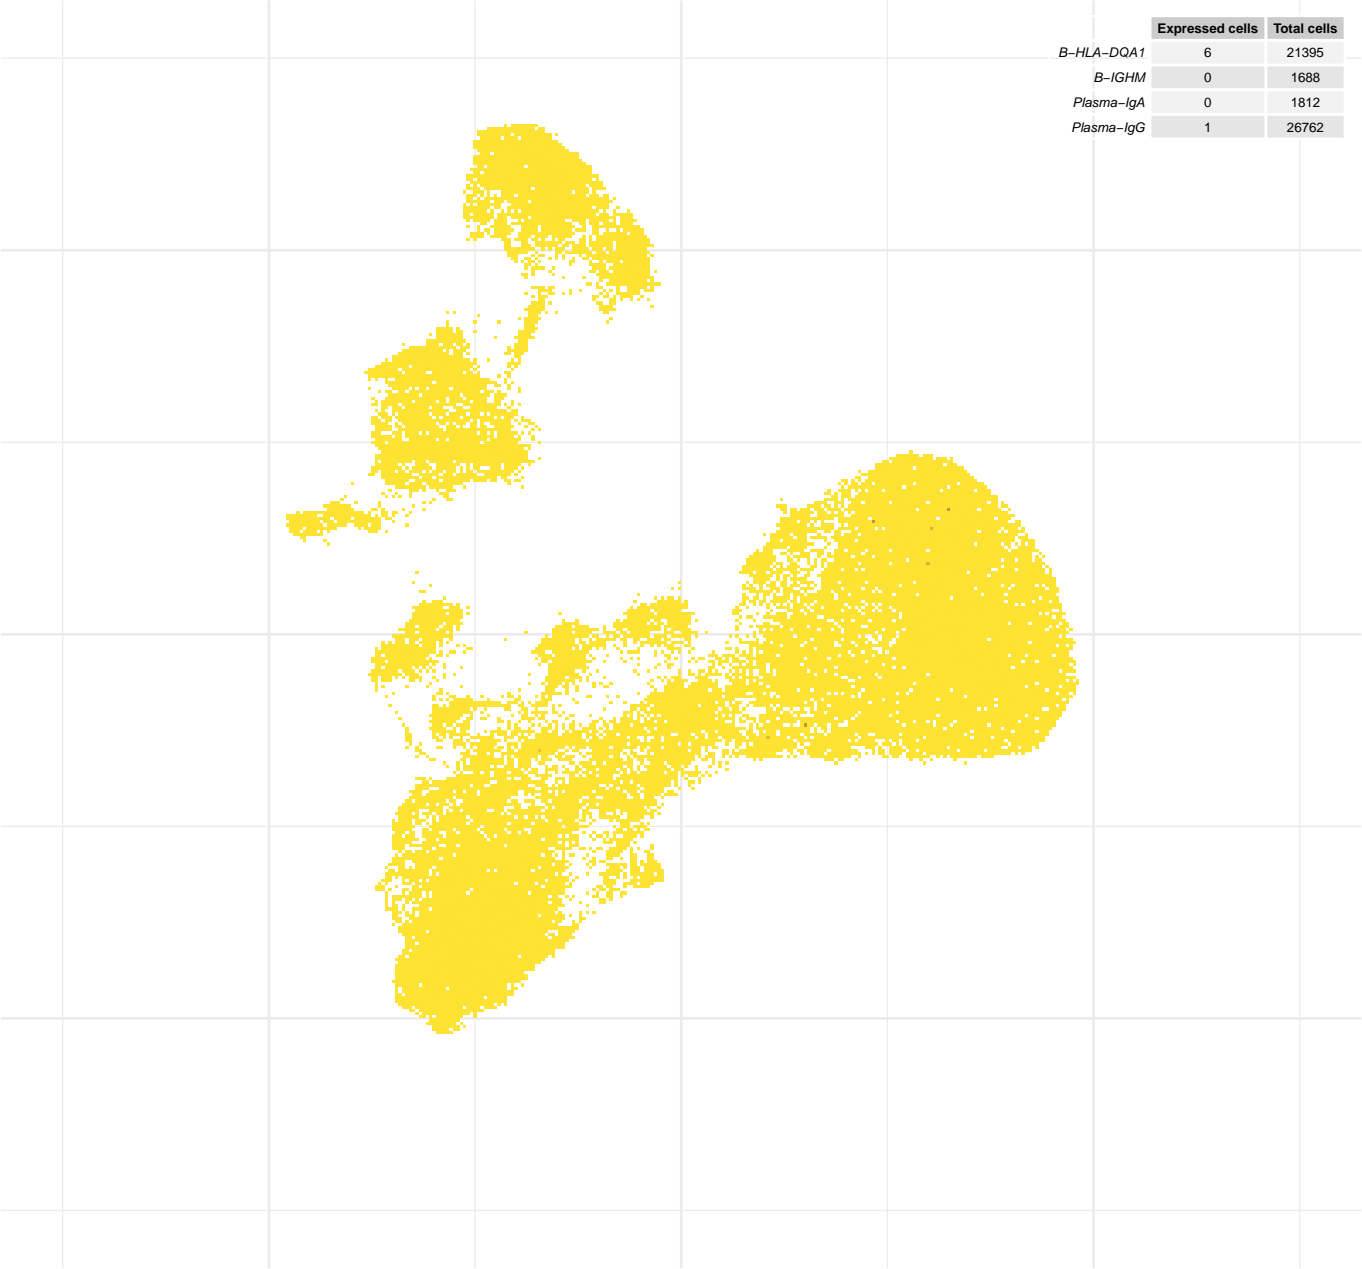 Expressed cells Total cells
B−HLA−DQA1 6 21395
B−IGHM 0 1688
Plasma−IgA 0 1812
Plasma−IgG 1 26762